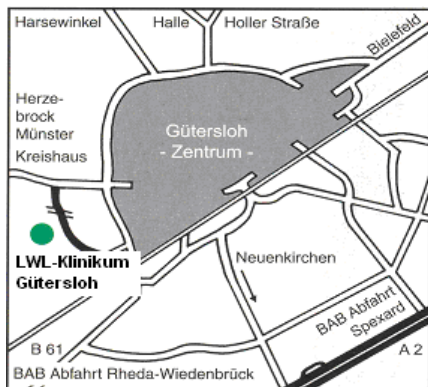 Harsewinkel
Halle
Holler Straße
Bielefeld
Herze-
brock
Münster
Kreishaus
Gütersloh
- Zentrum -
LWL-Klinikum
Gütersloh
Neuenkirchen
BAB Abfahrt
Spexard
B 61
A 2
BAB Abfahrt Rheda-Wiedenbrück